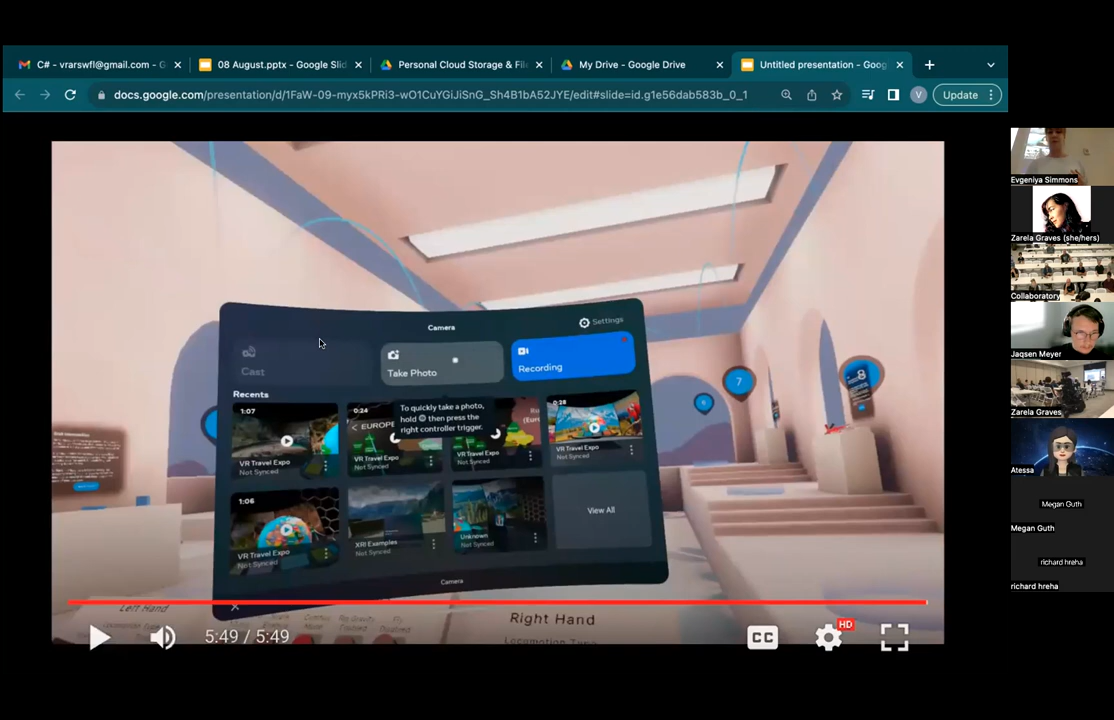 C# - vrarswfl@gmail.com - G
08 August.pptx - Google Slid
Personal Cloud Storage & File
My Drive - Google Drive
Untitled presentation - Goog
docs.google.com/presentation/d/1FaW-09-myx5kPRi3-wO1CuYGiJiSnG_Sh4B1bA52JYE/edit#slide=id.g1e56dab583b_0_1
V
Update
Camera
Settings
Cast
Take Photo
Recording
Recents
To quickly take a photo,
hold then press the
right controller trigger.
1:07
VR Travel Expo
Not Synced
0:24
EUROPE
VR Travel Expo
Not Synced
VR Travel Expo
Not Synced
0:28
VR Travel Expo
Not Synced
1:06
VR Travel Expo
Not Synced
XRI Examples
Not Synced
Unknown
Not Synced
View All
Camera
7
8
Left Hand
Right Hand
Locomotion Type
5:49 / 5:49
CC
HD
Evgeniya Simmons
Zarela Graves (she/hers)
Collaboratory
Jaqsen Meyer
Zarela Graves
Atessa
Megan Guth
Megan Guth
richard hreha
richard hreha